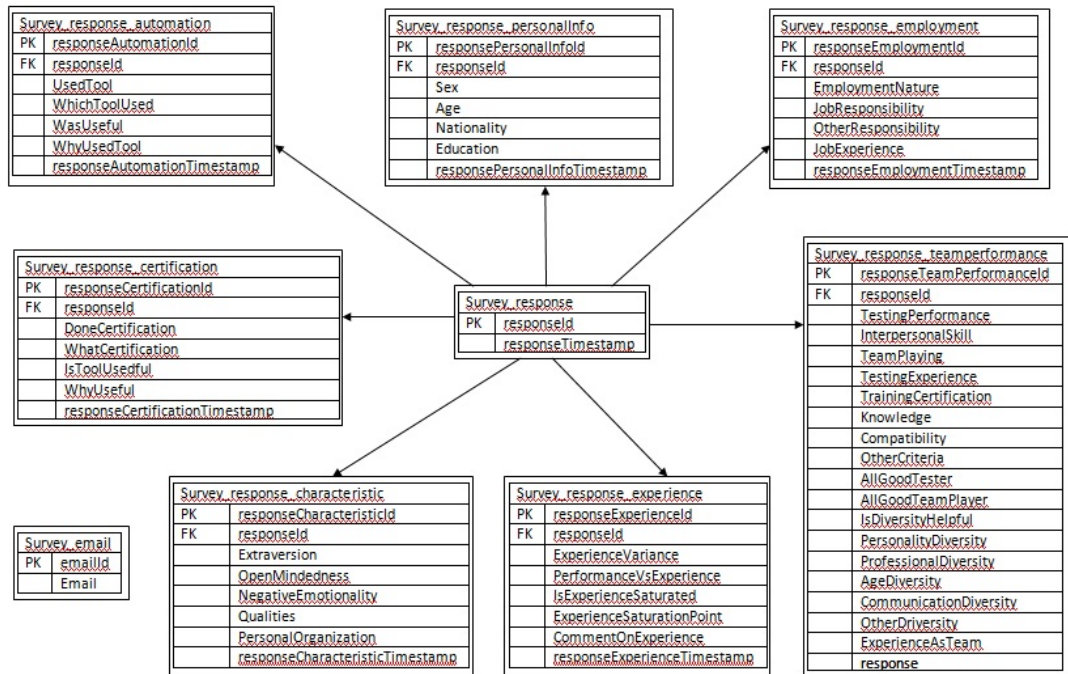 Survey_response_automation
PK responseAutomationId
FK responseId
UsedTool
WhichToolUsed
WasUseful
WhyUsedTool
responseAutomationTimestamp
Survey_response_personalInfo
PK responsePersonalInfoId
FK responseId
Sex
Age
Nationality
Education
responsePersonalInfoTimestamp
Survey_response_employment
PK responseEmploymentId
FK responseId
EmploymentNature
JobResponsibility
OtherResponsibility
JobExperience
responseEmploymentTimestamp
Survey_response_certification
PK responseCertificationId
FK responseId
DoneCertification
WhatCertification
IsToolUsedful
WhyUseful
responseCertificationTimestamp
Survey_response
PK responseId
responseTimestamp
Survey_response_teamperformance
PK responseTeamPerformanceId
FK responseId
TestingPerformance
InterpersonalSkill
TeamPlaying
TestingExperience
TrainingCertification
Knowledge
Compatibility
OtherCriteria
AllGoodTester
AllGoodTeamPlayer
IsDiversityHelpful
PersonalityDiversity
ProfessionalDiversity
AgeDiversity
CommunicationDiversity
OtherDriversity
ExperienceAsTeam
response
Survey_email
PK emailId
Email
Survey_response_characteristic
PK responseCharacteristicId
FK responseId
Extraversion
OpenMindedness
NegativeEmotionality
Qualities
PersonalOrganization
responseCharacteristicTimestamp
Survey_response_experience
PK responseExperienceId
FK responseId
ExperienceVariance
PerformanceVsExperience
IsExperienceSaturated
ExperienceSaturationPoint
CommentOnExperience
responseExperienceTimestamp